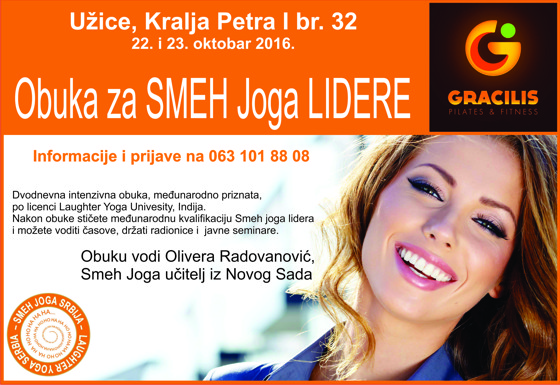 Užice, Kralja Petra I br. 32
22. i 23. oktobar 2016.
GRACILIS
PILATES & FITNESS
Obuka za SMEH Joga LIDERE
Informacije i prijave na 063 101 88 08
Dvodnevna intenzivna obuka, međunarodno priznata,
po licenci Laughter Yoga Univesity, Indija.
Nakon obuke stičete međunarodnu kvalifikaciju Smeh joga lidera
i možete voditi časove, držati radionice i javne seminare.
Obuku vodi Olivera Radovanović,
Smeh Joga učitelj iz Novog Sada
SMEH JOGA SRBIJA – LAUGHTER YOGA SERBIA –